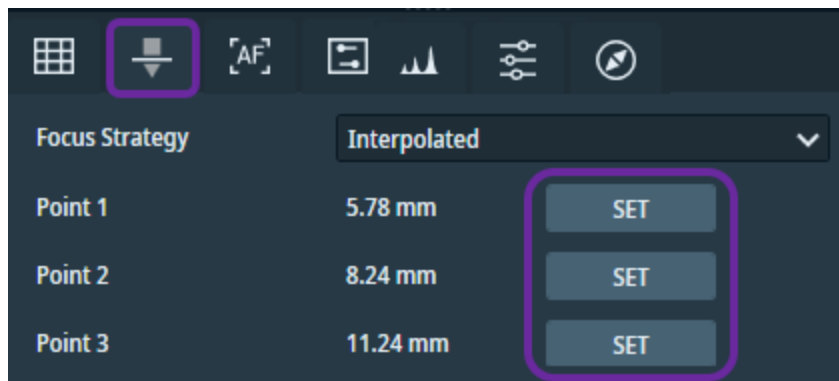 AF
Focus Strategy Interpolated
Point 1 5.78 mm SET
Point 2 8.24 mm SET
Point 3 11.24 mm SET